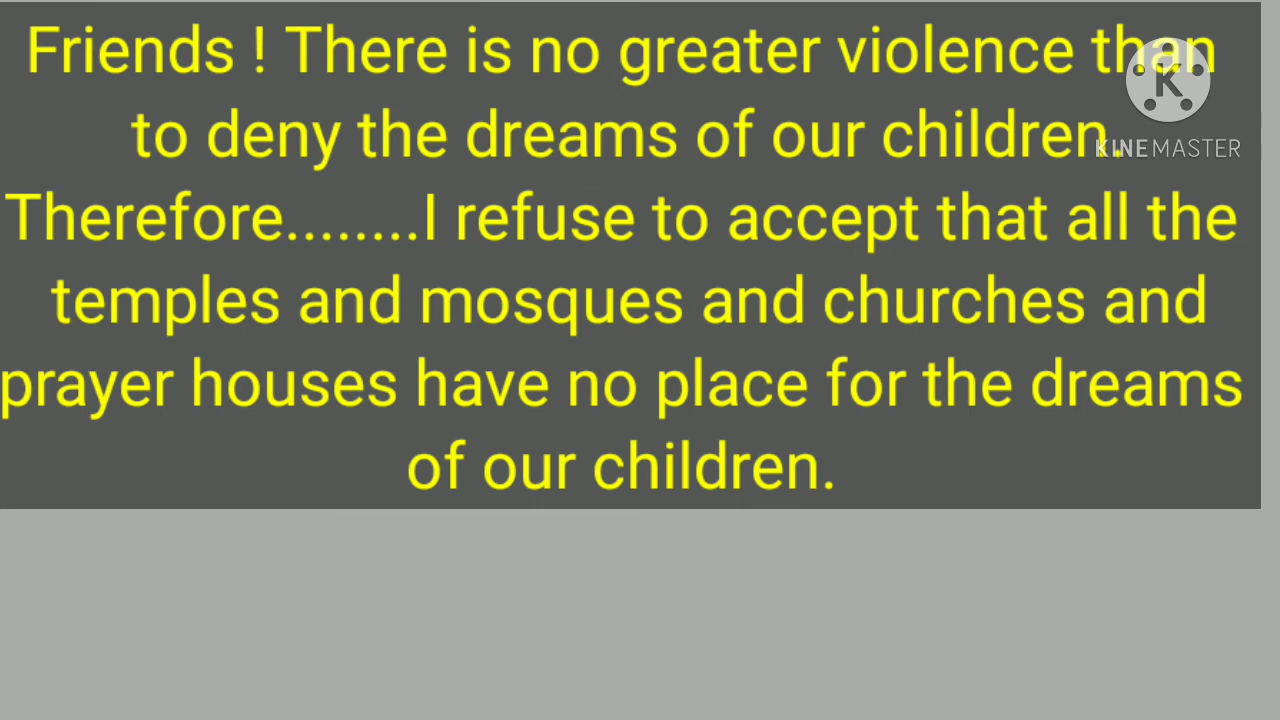 Friends ! There is no greater violence than
to deny the dreams of our children.
Therefore........I refuse to accept that all the
temples and mosques and churches and
prayer houses have no place for the dreams
of our children.
K
KINEMASTER